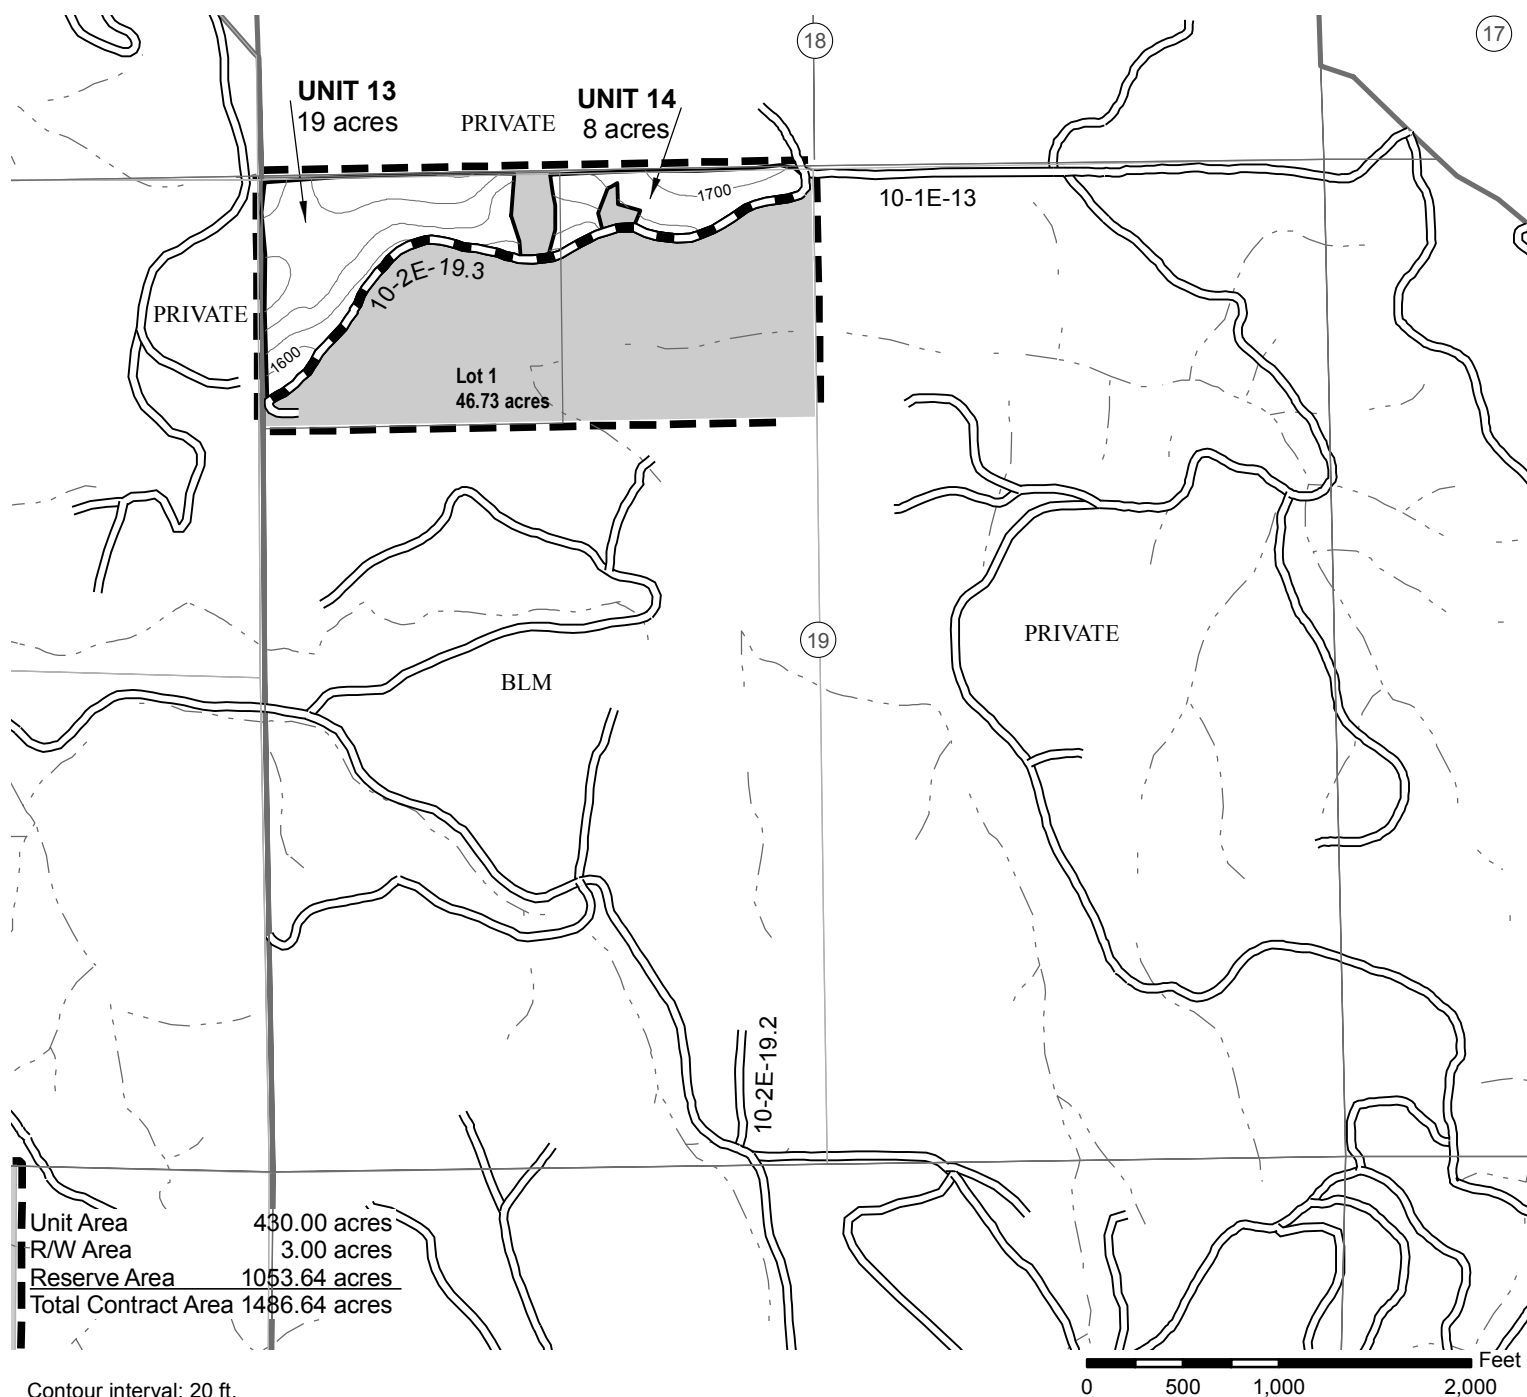 18
17
UNIT 13
19 acres
UNIT 14
8 acres
PRIVATE
1700
10-1E-13
10-2E-19.3
PRIVATE
1600
Lot 1
46.73 acres
19
PRIVATE
BLM
10-2E-19.2
Unit Area 430.00 acres
R/W Area 3.00 acres
Reserve Area 1053.64 acres
Total Contract Area 1486.64 acres
Feet
0 500 1,000 2,000
Contour interval: 20 ft.